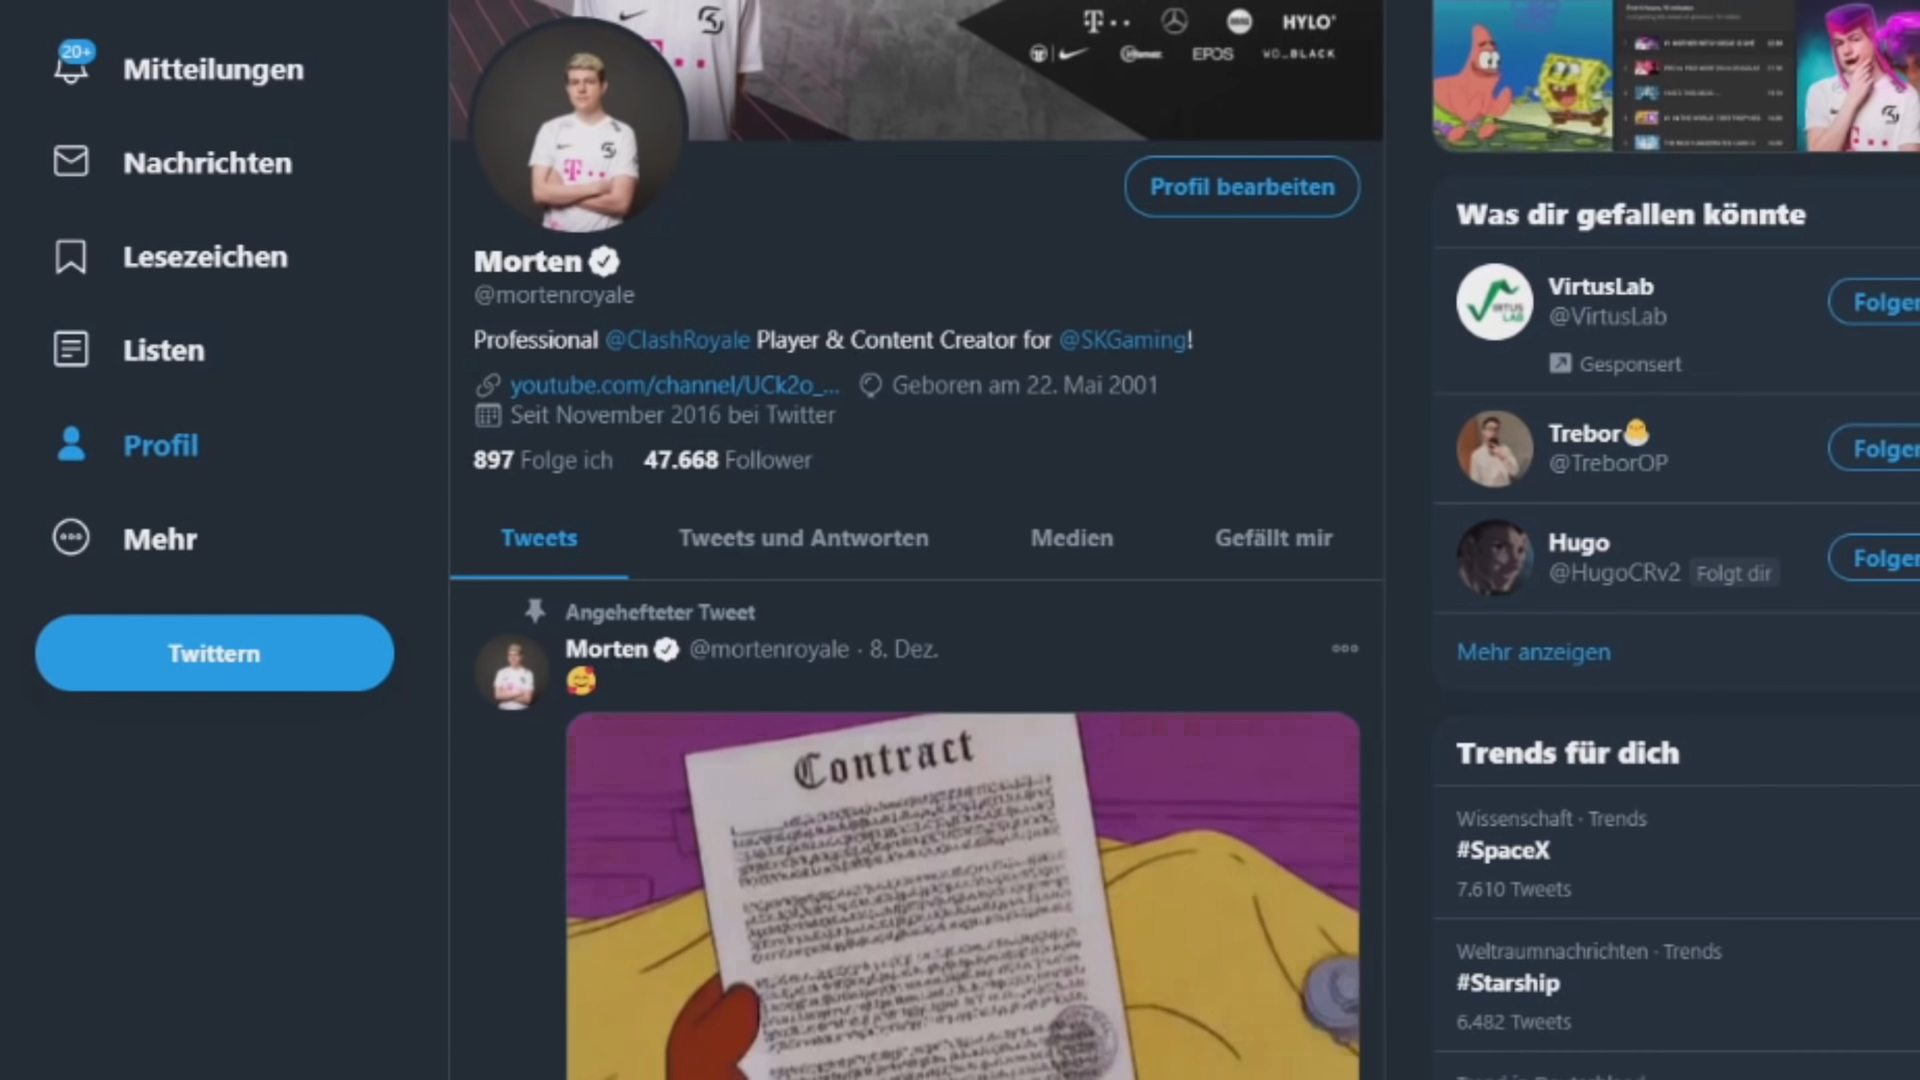 20+
Mitteilungen
Nachrichten
Lesezeichen
Listen
Profil
Mehr
Twittern
HYLO
EPOS
VD_BLACK
Profil bearbeiten
Morten
@mortenroyale
Professional @ClashRoyale Player & Content Creator for @SKGaming!
youtube.com/channel/UCk2o_... Geboren am 22. Mai 2001
Seit November 2016 bei Twitter
897 Folge ich 47.668 Follower
Tweets Tweets und Antworten Medien Gefällt mir
Angehefteter Tweet
Morten @mortenroyale · 8. Dez.
Contract
Was dir gefallen könnte
VirtusLab
@VirtusLab
Folgen
Gesponsert
Trebor
@TreborOP
Folgen
Hugo
@HugoCRv2 Folgt dir
Folgen
Mehr anzeigen
Trends für dich
Wissenschaft · Trends
#SpaceX
7.610 Tweets
Weltraumnachrichten · Trends
#Starship
6.482 Tweets